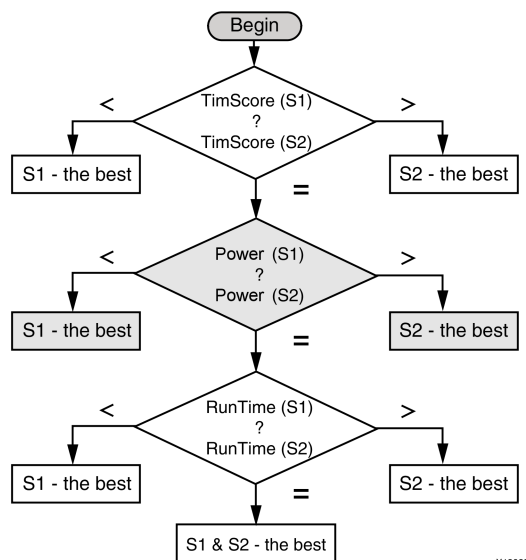 Begin
< TimScore (S1) >
?
TimScore (S2)
S1 - the best S2 - the best
=
< Power (S1) >
?
Power (S2)
S1 - the best S2 - the best
=
< RunTime (S1) >
?
RunTime (S2)
S1 - the best S2 - the best
=
S1 & S2 - the best